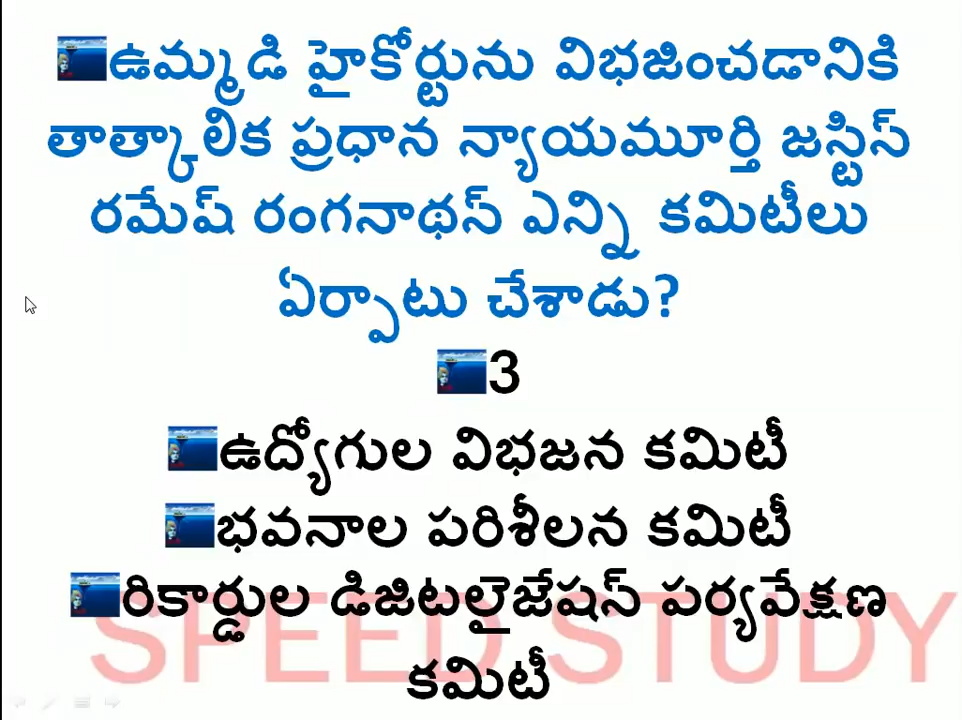 ఉమ్మడి హైకోర్టును విభజించడానికి
తాత్కాలిక ప్రధాన న్యాయమూర్తి జస్టిస్
రమేష్ రంగనాథన్ ఎన్ని కమిటీలు
ఏర్పాటు చేశాడు?
3
ఉద్యోగుల విభజన కమిటీ
భవనాల పరిశీలన కమిటీ
రికార్డుల డిజిటలైజేషన్ పర్యవేక్షణ
కమిటీ
SPEED STUDY